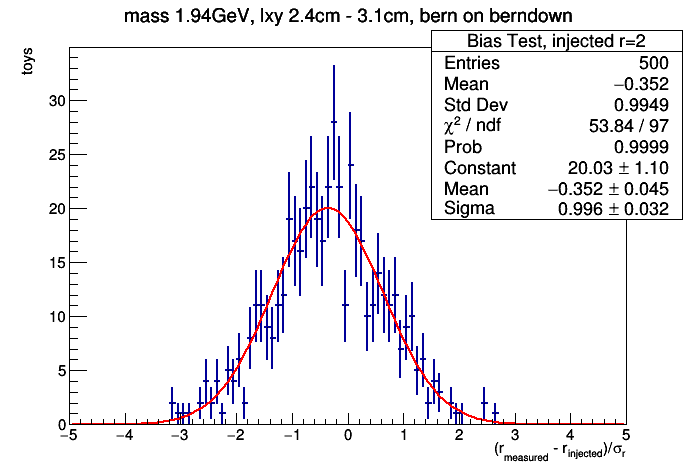 mass 1.94GeV, lxy 2.4cm - 3.1cm, bern on berndown
toys
Bias Test, injected r=2
Entries 500
Mean −0.352
Std Dev 0.9949
χ² / ndf 53.84 / 97
Prob 0.9999
Constant 20.03 ± 1.10
Mean −0.352 ± 0.045
Sigma 0.996 ± 0.032
30
25
20
15
10
5
0
−5 −4 −3 −2 −1 0 1 2 3 4 5
(r_measured - r_injected)/σ_r